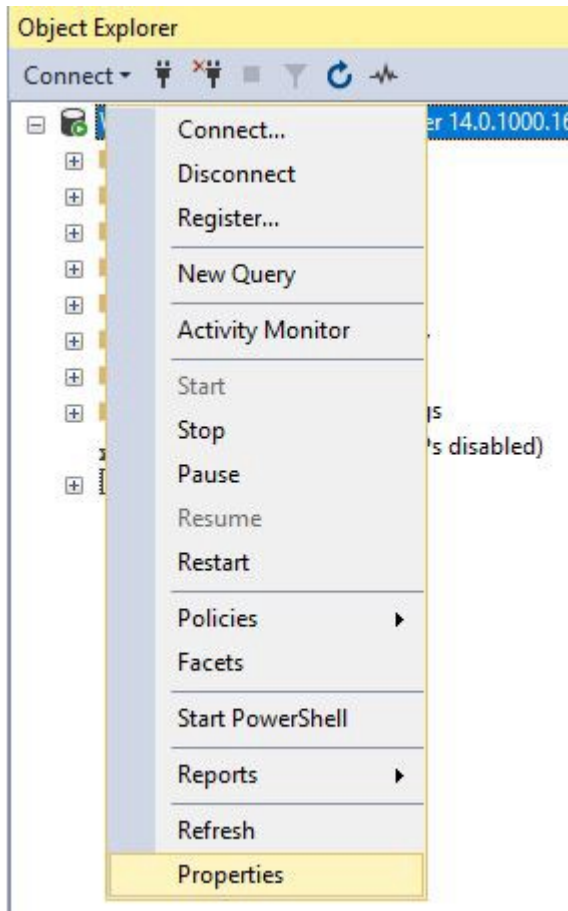 Object Explorer
Connect
er 14.0.1000.16
Connect...
Disconnect
Register...
New Query
Activity Monitor
Start
Stop
gs
Pause
's disabled)
Resume
Restart
Policies
Facets
Start PowerShell
Reports
Refresh
Properties